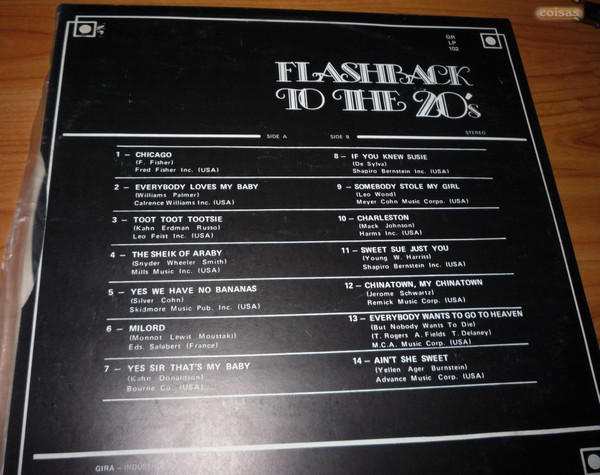 coisas
GR
LP
102
FLASHBACK
TO THE 20's
SIDE A
SIDE B
STEREO
1 – CHICAGO
(F. Fisher)
Fred Fisher Inc. (USA)
2 – EVERYBODY LOVES MY BABY
(Williams Palmer)
Calrence Williams Inc. (USA)
3 – TOOT TOOT TOOTSIE
(Kahn Erdman Russo)
Leo Feist Inc. (USA)
4 – THE SHEIK OF ARABY
(Snyder Wheeler Smith)
Mills Music Inc. (USA)
5 – YES WE HAVE NO BANANAS
(Silver Cohn)
Skidmore Music Pub. Inc. (USA)
6 – MILORD
(Monnot Lewis Moustaki)
Eds. Salabert (France)
7 – YES SIR THAT'S MY BABY
(Kahn Donaldson)
Bourne Co. (USA)
8 – IF YOU KNEW SUSIE
(De Sylva)
Shapiro Bernstein Inc. (USA)
9 – SOMEBODY STOLE MY GIRL
(Leo Wood)
Meyer Cohn Music Corpo. (USA)
10 – CHARLESTON
(Mack Johnson)
Harms Inc. (USA)
11 – SWEET SUE JUST YOU
(Young W. Harriss)
Shapiro Bernstein Inc. (USA)
12 – CHINATOWN, MY CHINATOWN
(Jerome Schwartz)
Remick Music Corp. (USA)
13 – EVERYBODY WANTS TO GO TO HEAVEN
(But Nobody Wants To Die)
(T. Rogers A. Fields T. Delaney)
M.C.A. Music Corp. (USA)
14 – AIN'T SHE SWEET
(Yellen Ager Burnstein)
Advance Music Corp. (USA)
GIRA – INDUST